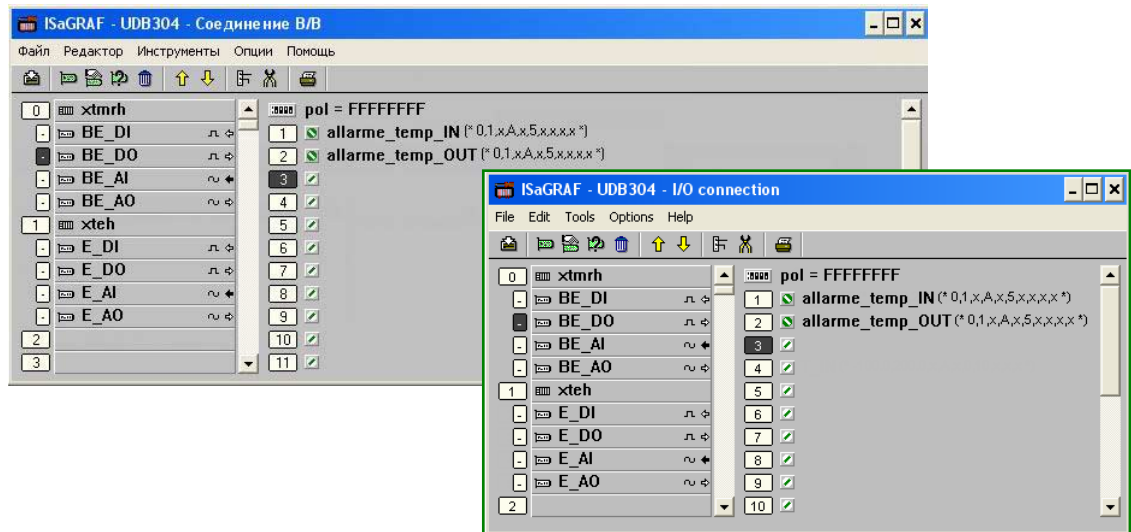 ISaGRAF - UDB304 - Соединение В/В
Файл Редактор Инструменты Опции Помощь
0 xtmrh
BE_DI
BE_DO
BE_AI
BE_AO
1 xteh
E_DI
E_DO
E_AI
E_AO
2
3
pol = FFFFFFFF
1 allarme_temp_IN (* 0,1,x,A,x,5,x,x,x,x *)
2 allarme_temp_OUT (* 0,1,x,A,x,5,x,x,x,x *)
3
4
5
6
7
8
9
10
11
ISaGRAF - UDB304 - I/O connection
File Edit Tools Options Help
0 xtmrh
BE_DI
BE_DO
BE_AI
BE_AO
1 xteh
E_DI
E_DO
E_AI
E_AO
2
pol = FFFFFFFF
1 allarme_temp_IN (* 0,1,x,A,x,5,x,x,x,x *)
2 allarme_temp_OUT (* 0,1,x,A,x,5,x,x,x,x *)
3
4
5
6
7
8
9
10